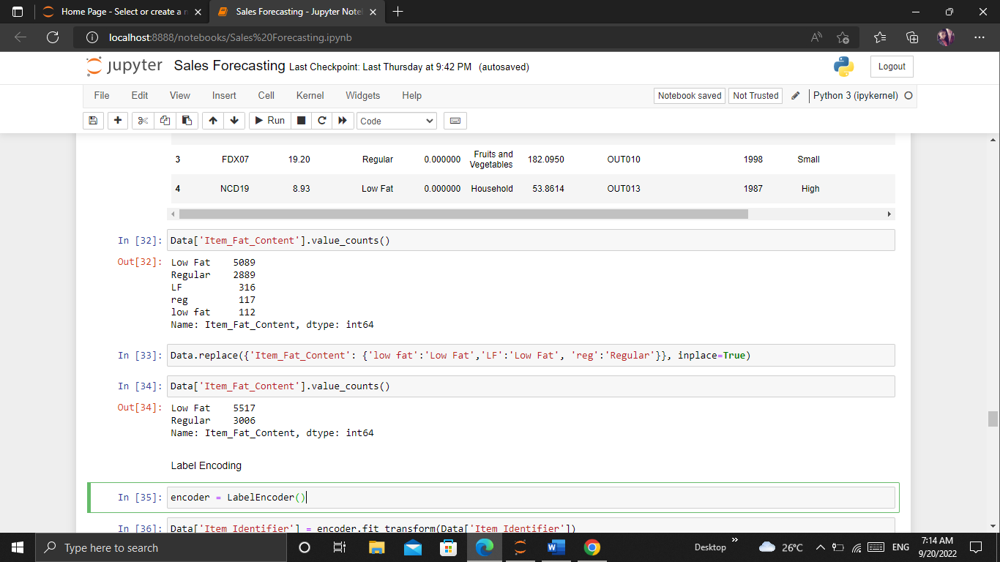 Home Page - Select or create a n
Sales Forecasting - Jupyter Note
localhost:8888/notebooks/Sales%20Forecasting.ipynb
jupyter Sales Forecasting Last Checkpoint: Last Thursday at 9:42 PM (autosaved)
Logout
File Edit View Insert Cell Kernel Widgets Help
Notebook saved Not Trusted Python 3 (ipykernel)
Run Code
3 FDX07 19.20 Regular 0.000000 Fruits and Vegetables 182.0950 OUT010 1998 Small
4 NCD19 8.93 Low Fat 0.000000 Household 53.8614 OUT013 1987 High
In [32]: Data['Item_Fat_Content'].value_counts()
Out[32]: Low Fat 5089
Regular 2889
LF 316
reg 117
low fat 112
Name: Item_Fat_Content, dtype: int64
In [33]: Data.replace({'Item_Fat_Content': {'low fat':'Low Fat','LF':'Low Fat', 'reg':'Regular'}}, inplace=True)
In [34]: Data['Item_Fat_Content'].value_counts()
Out[34]: Low Fat 5517
Regular 3006
Name: Item_Fat_Content, dtype: int64
Label Encoding
In [35]: encoder = LabelEncoder()
In [36]: Data['Item_Identifier'] = encoder.fit_transform(Data['Item_Identifier'])
Type here to search
Desktop
26°C
ENG
7:14 AM
9/20/2022